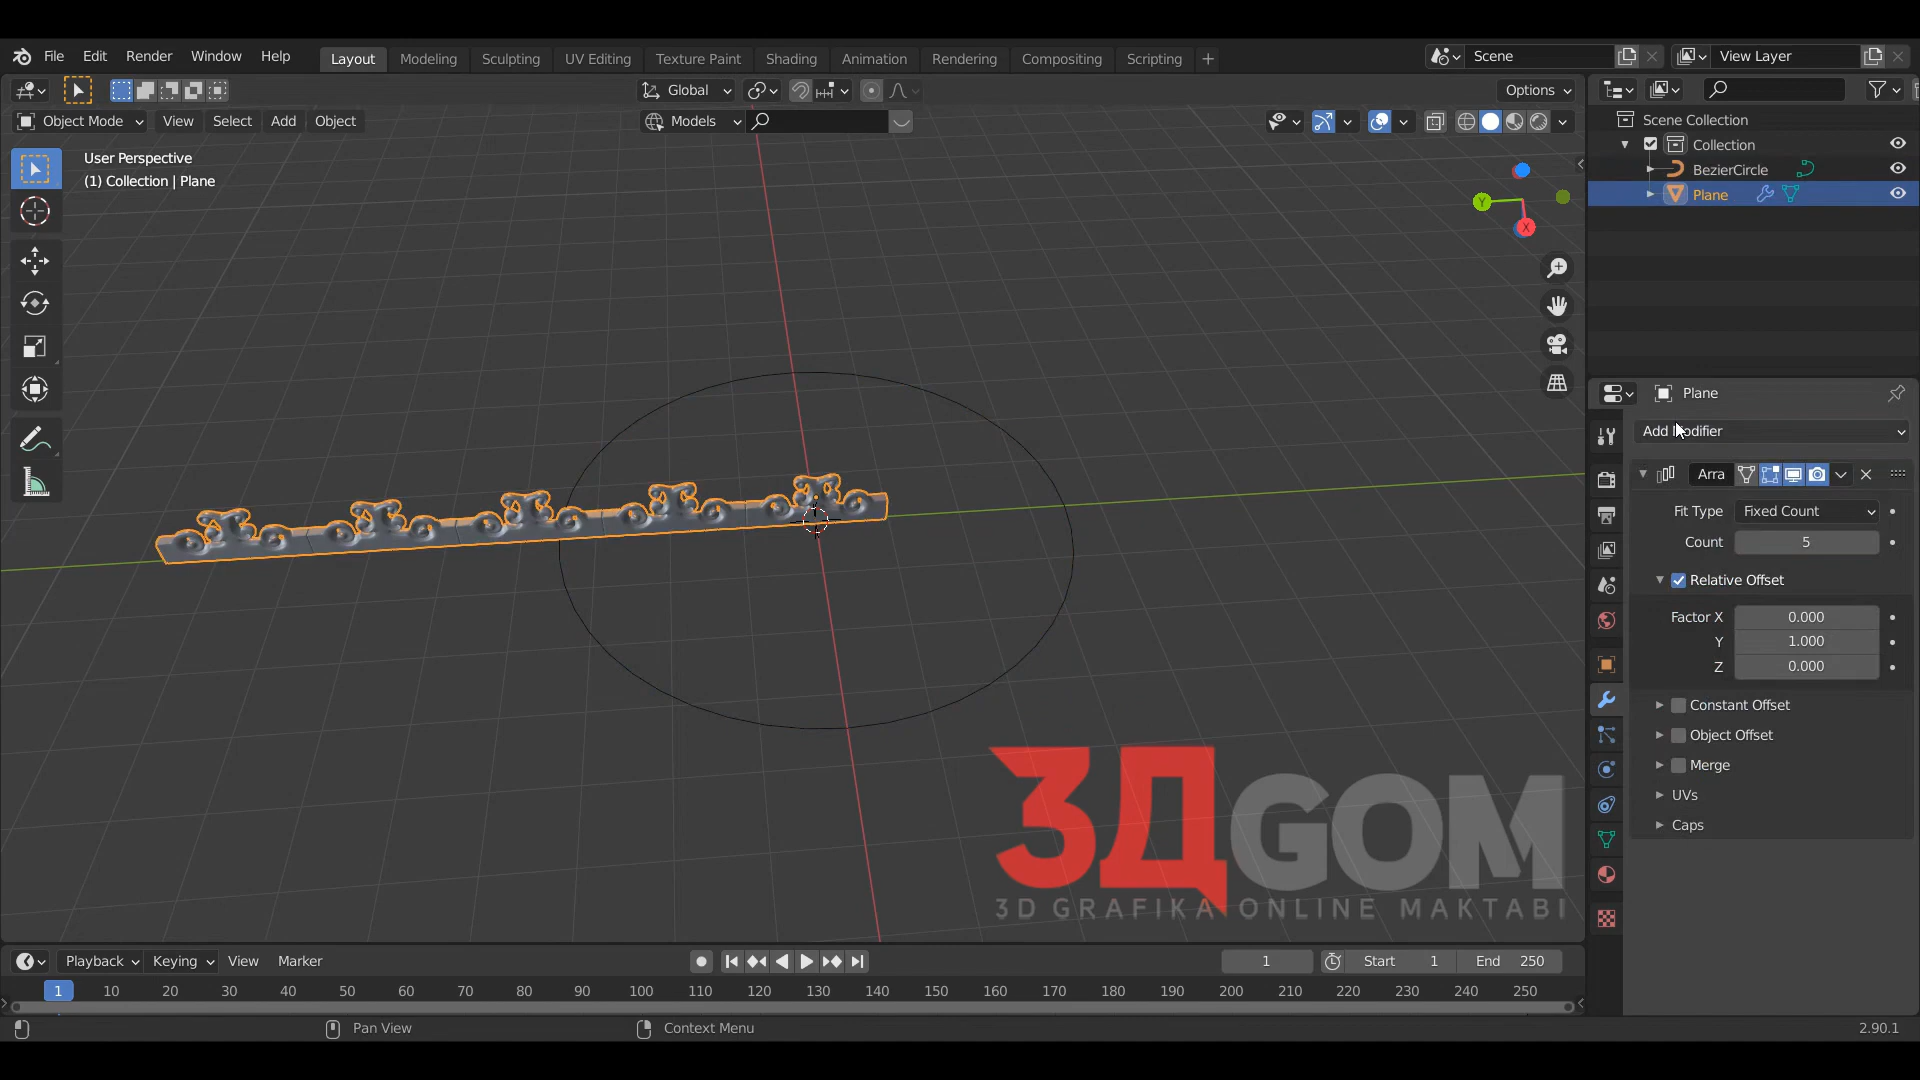 File Edit Render Window Help Layout Modeling Sculpting UV Editing Texture Paint Shading Animation Rendering Compositing Scripting + Scene View Layer
Global Options
Object Mode View Select Add Object Models
User Perspective
(1) Collection | Plane
Y
X
Scene Collection
Collection
BezierCircle
Plane
Plane
Add Modifier
Arra
Fit Type Fixed Count
Count 5
Relative Offset
Factor X 0.000
Y 1.000
Z 0.000
Constant Offset
Object Offset
Merge
UVs
Caps
3ДGOM
3D GRAFIKA ONLINE MAKTABI
Playback Keying View Marker 1 Start 1 End 250
1 10 20 30 40 50 60 70 80 90 100 110 120 130 140 150 160 170 180 190 200 210 220 230 240 250
Pan View Context Menu 2.90.1